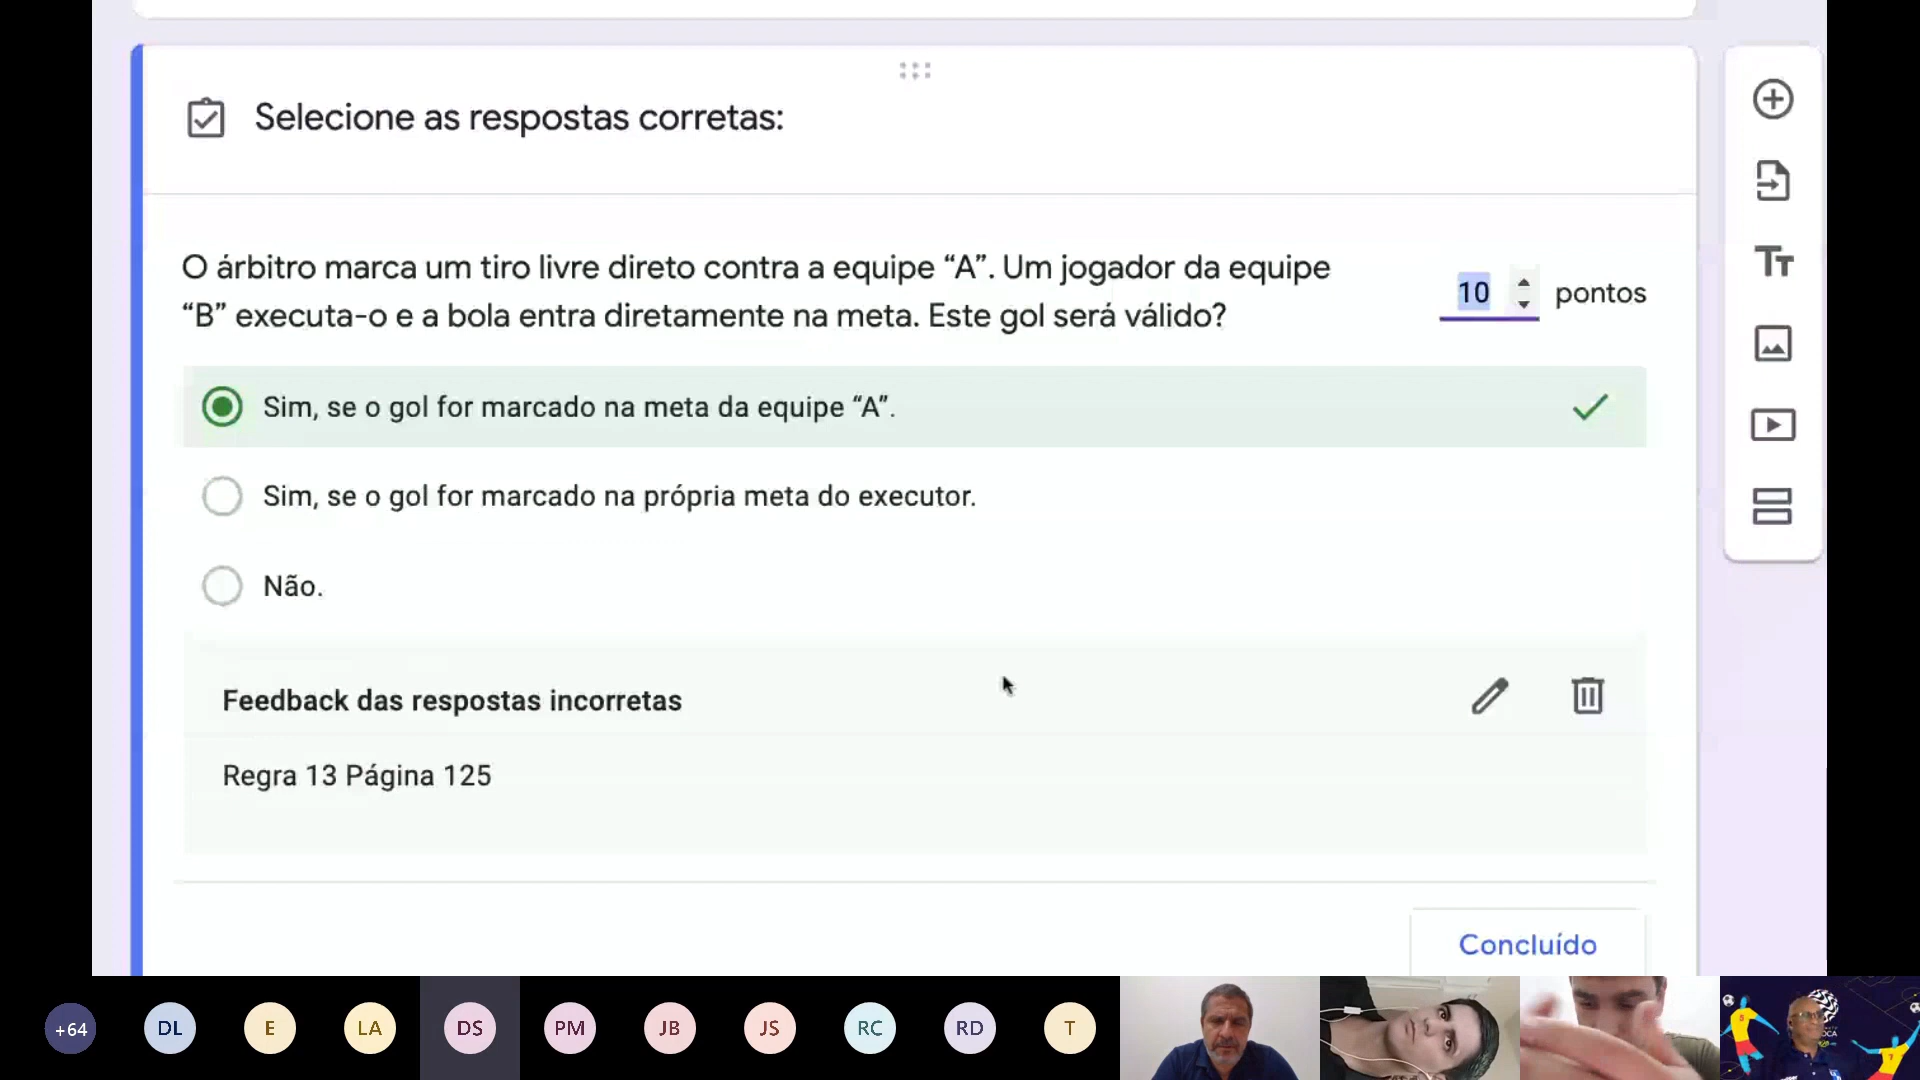 Selecione as respostas corretas:
O árbitro marca um tiro livre direto contra a equipe “A”. Um jogador da equipe
“B” executa-o e a bola entra diretamente na meta. Este gol será válido?
10 pontos
Sim, se o gol for marcado na meta da equipe “A”.
Sim, se o gol for marcado na própria meta do executor.
Não.
Feedback das respostas incorretas
Regra 13 Página 125
Concluído
+64 DL E LA DS PM JB JS RC RD T